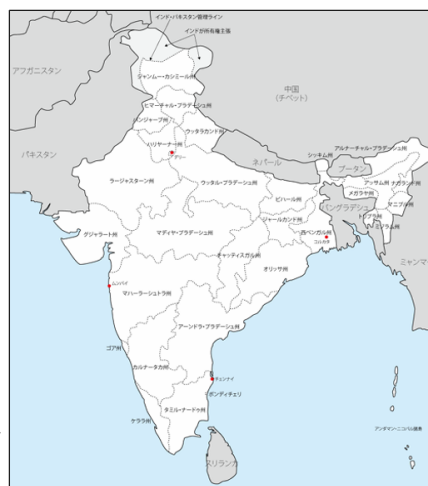 インド・パキスタン管理ライン
インドが所有権主張
アフガニスタン
ジャンムー・カシミール州
中国
(チベット)
ヒマーチャル・プラデーシュ州
パンジャーブ州
ウッタラカンド州
ハリヤーナー州
デリー
パキスタン
ネパール
シッキム州
アルナーチャル・プラデーシュ州
ブータン
アッサム州
ナガランド州
メガラヤ州
マニプル州
ラージャスターン州
ウッタル・プラデーシュ州
ビハール州
バングラデシュ
トリプラ州
ミゾラム州
ジャールカンド州
西ベンガル州
コルカタ
グジャラート州
マディヤ・プラデーシュ州
チャッティスガル州
オリッサ州
ミャンマー
ムンバイ
マハーラーシュトラ州
アーンドラ・プラデーシュ州
ゴア州
カルナータカ州
チェンナイ
ポンディチェリ
ケララ州
タミル・ナードゥ州
アンダマン・ニコバル諸島
スリランカ